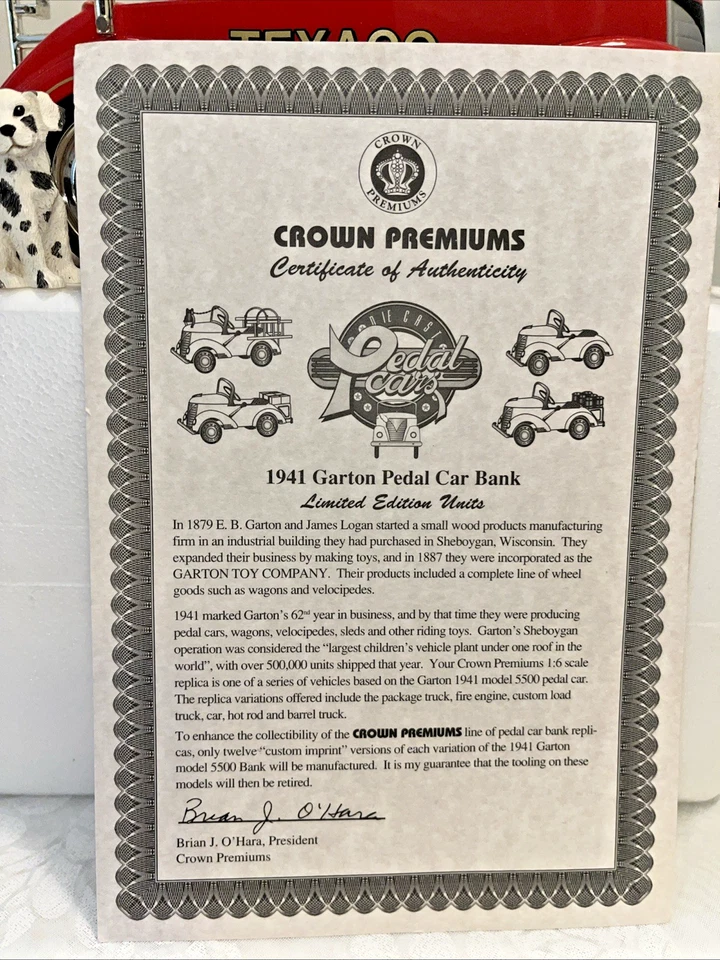 TEXACO
CROWN
PREMIUMS
CROWN PREMIUMS
Certificate of Authenticity
DIE CAST
Pedal
cars
1941 Garton Pedal Car Bank
Limited Edition Units
In 1879 E. B. Garton and James Logan started a small wood products manufacturing
firm in an industrial building they had purchased in Sheboygan, Wisconsin. They
expanded their business by making toys, and in 1887 they were incorporated as the
GARTON TOY COMPANY. Their products included a complete line of wheel
goods such as wagons and velocipedes.
1941 marked Garton's 62nd year in business, and by that time they were producing
pedal cars, wagons, velocipedes, sleds and other riding toys. Garton's Sheboygan
operation was considered the "largest children's vehicle plant under one roof in the
world", with over 500,000 units shipped that year. Your Crown Premiums 1:6 scale
replica is one of a series of vehicles based on the Garton 1941 model 5500 pedal car.
The replica variations offered include the package truck, fire engine, custom load
truck, car, hot rod and barrel truck.
To enhance the collectibility of the CROWN PREMIUMS line of pedal car bank repli-
cas, only twelve "custom imprint" versions of each variation of the 1941 Garton
model 5500 Bank will be manufactured. It is my guarantee that the tooling on these
models will then be retired.
Brian J. O'Hara
Brian J. O'Hara, President
Crown Premiums